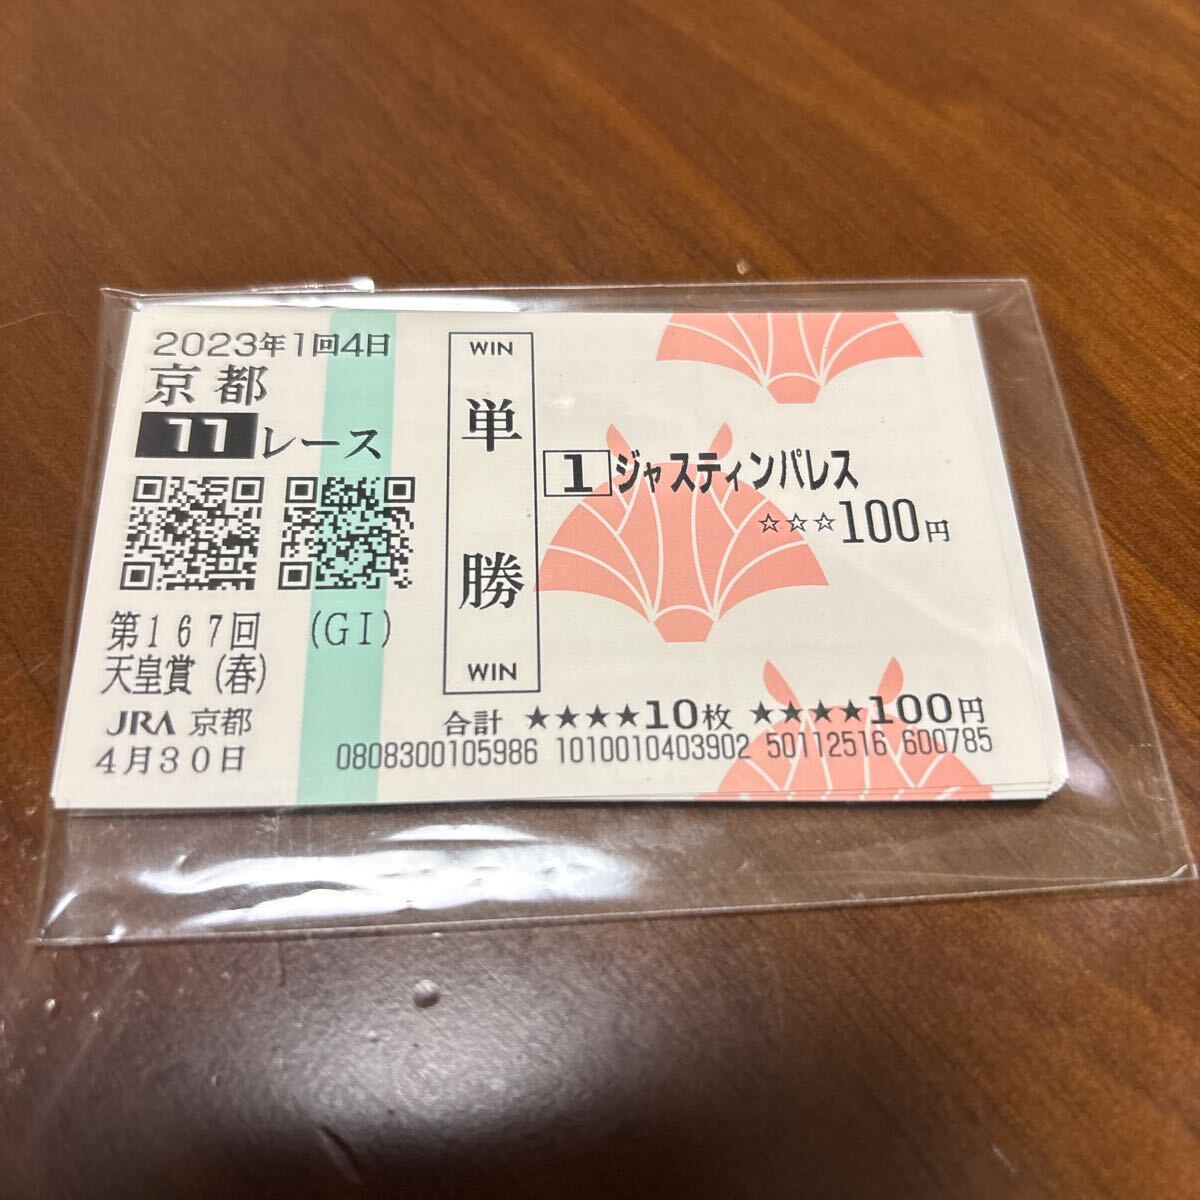 2023年1回4日
京都
11レース
第167回 (GⅠ)
天皇賞(春)
JRA 京都
4月30日
WIN
単勝
WIN
1 ジャスティンパレス
☆☆☆100円
合計 ★★★★10枚 ★★★★100円
0808300105986 1010010403902 50112516 600785